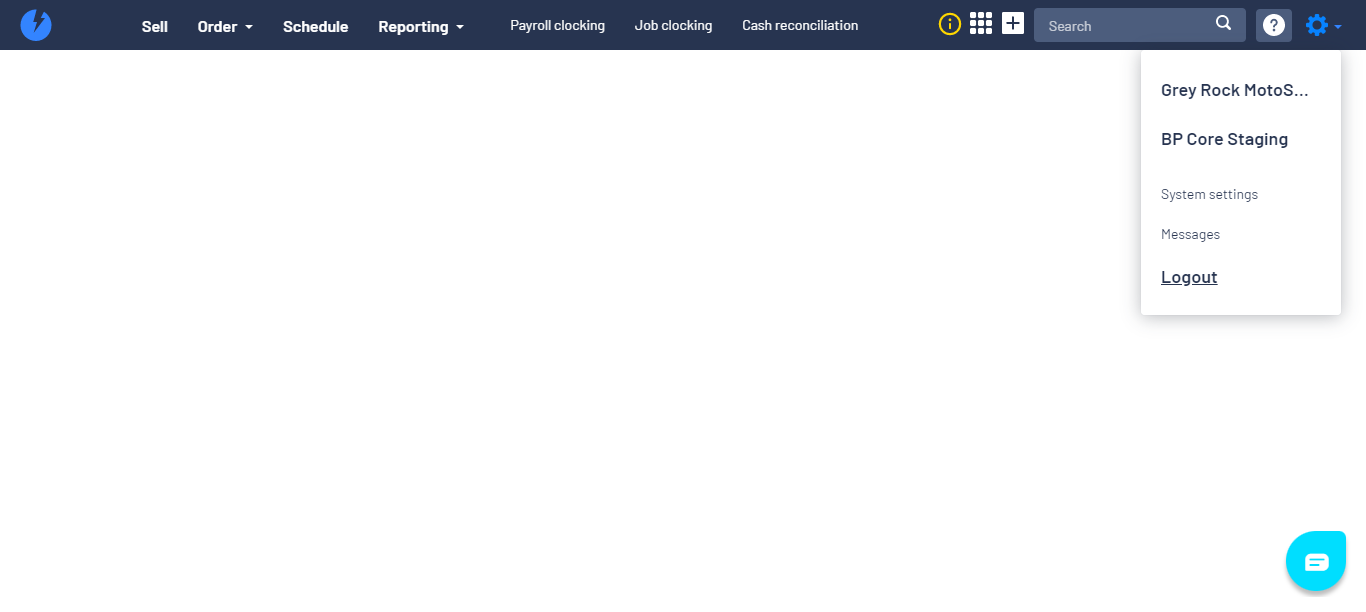 Sell Order Schedule Reporting Payroll clocking Job clocking Cash reconciliation Search
Grey Rock MotoS...
BP Core Staging
System settings
Messages
Logout